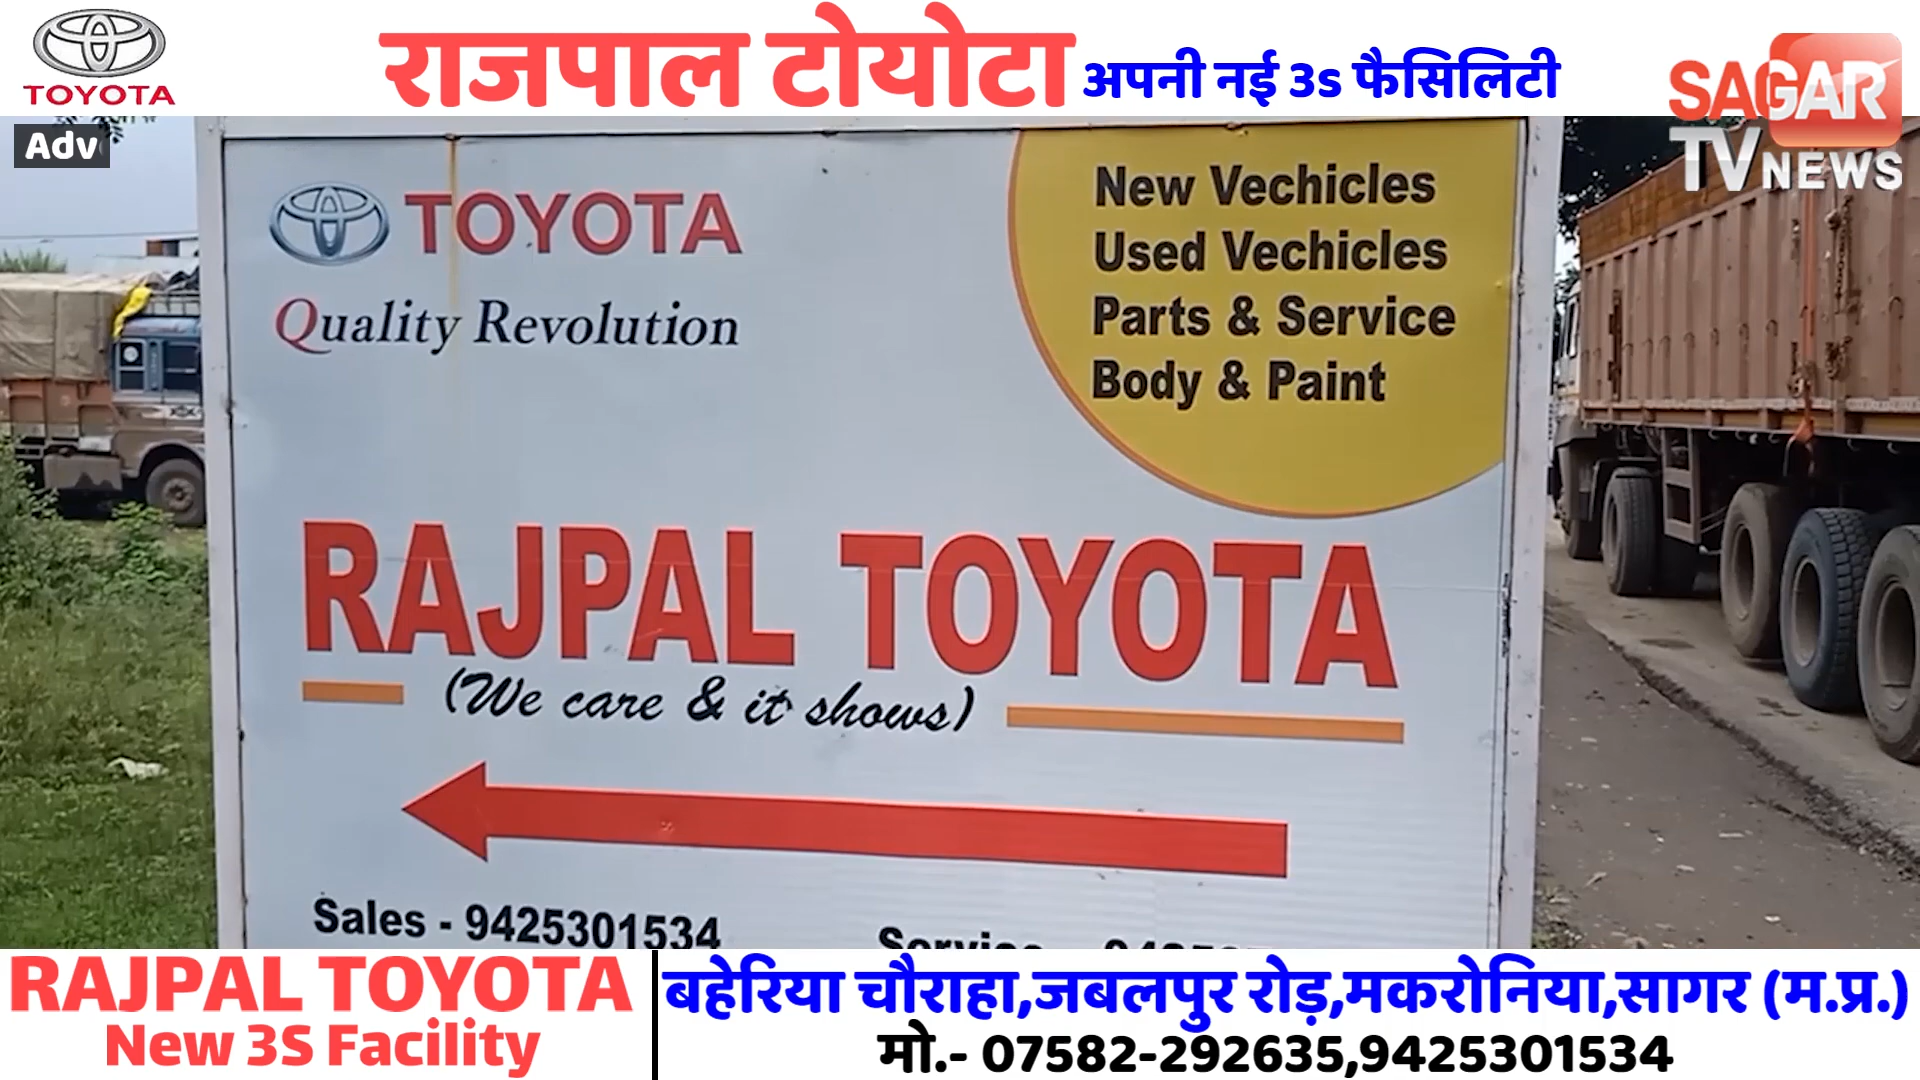 TOYOTA
राजपाल टोयोटा अपनी नई 3s फैसिलिटी
SAGAR
TV NEWS
Adv
TOYOTA
Quality Revolution
New Vechicles
Used Vechicles
Parts & Service
Body & Paint
RAJPAL TOYOTA
(We care & it shows)
Sales - 9425301534
Service -
RAJPAL TOYOTA
New 3S Facility
बहेरिया चौराहा,जबलपुर रोड़,मकरोनिया,सागर (म.प्र.)
मो.- 07582-292635,9425301534